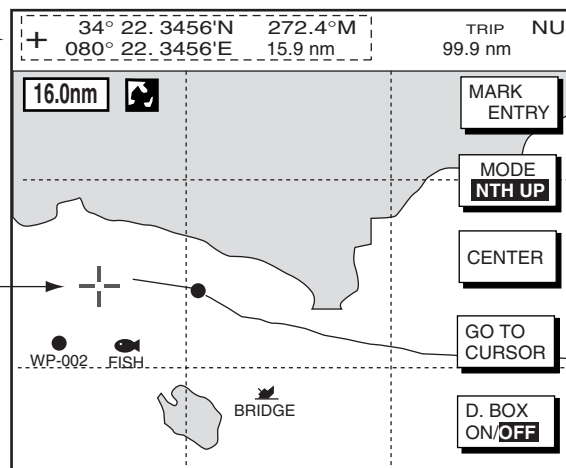 + 34° 22. 3456'N 272.4°M TRIP NU
080° 22. 3456'E 15.9 nm 99.9 nm
16.0nm
MARK
ENTRY
MODE
NTH UP
CENTER
GO TO
CURSOR
WP-002 FISH
BRIDGE
D. BOX
ON/OFF